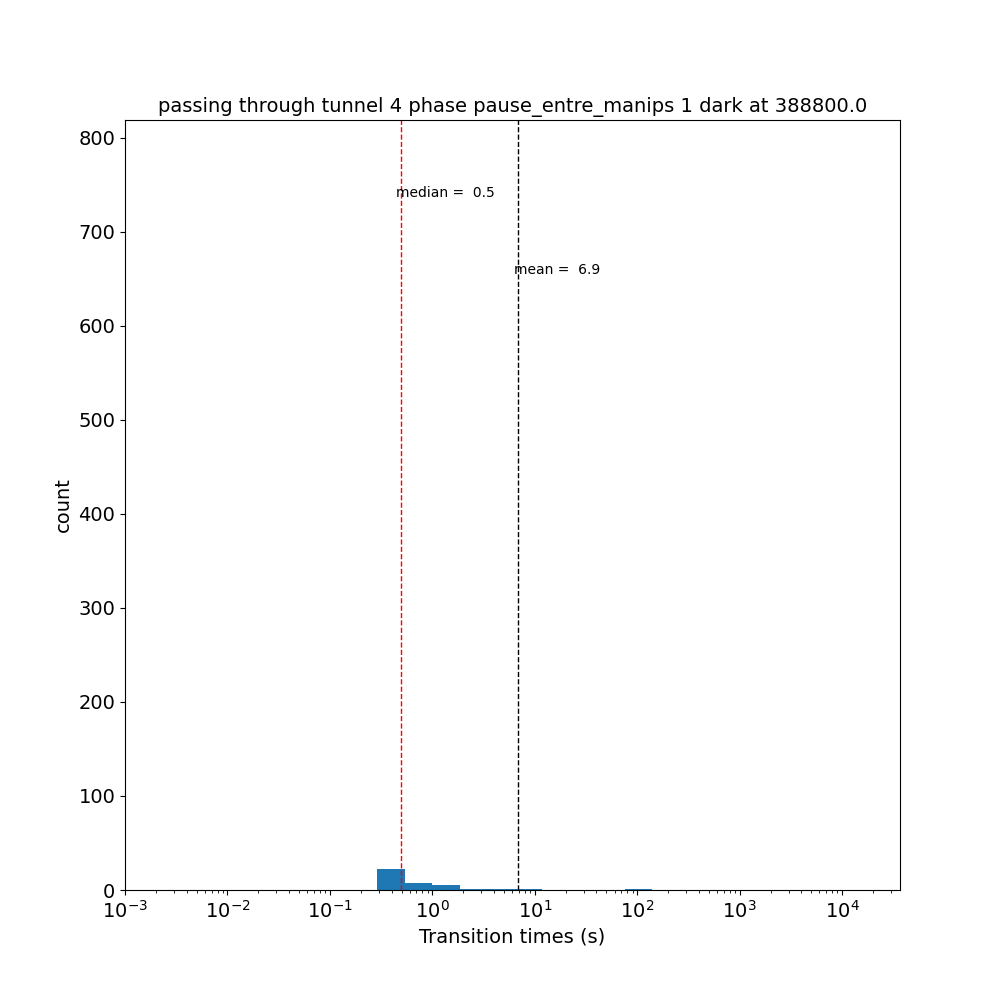 passing through tunnel 4 phase pause_entre_manips 1 dark at 388800.0
800
median =  0.5
700
mean =  6.9
600
500
count
400
300
200
100
0
10⁻³ 10⁻² 10⁻¹ 10⁰ 10¹ 10² 10³ 10⁴
Transition times (s)